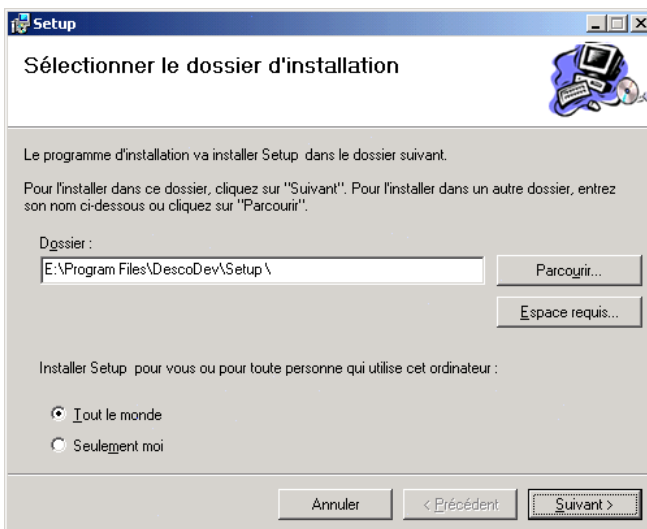 Setup
Sélectionner le dossier d'installation
Le programme d'installation va installer Setup dans le dossier suivant.
Pour l'installer dans ce dossier, cliquez sur "Suivant". Pour l'installer dans un autre dossier, entrez
son nom ci-dessous ou cliquez sur "Parcourir".
Dossier :
E:\Program Files\DescoDev\Setup \
Parcourir...
Espace requis...
Installer Setup pour vous ou pour toute personne qui utilise cet ordinateur :
Tout le monde
Seulement moi
Annuler
< Précédent
Suivant >